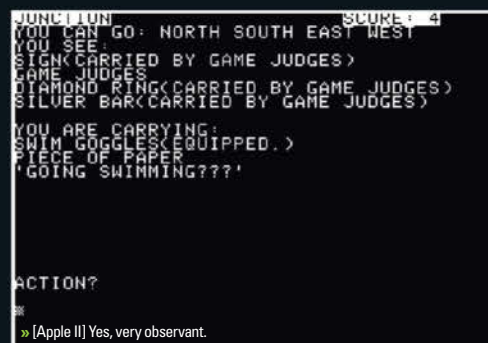 JUNCTION SCORE: 4
YOU CAN GO: NORTH SOUTH EAST WEST
YOU SEE:
SIGN(CARRIED BY GAME JUDGES)
GAME JUDGES
DIAMOND RING(CARRIED BY GAME JUDGES)
SILVER BAR(CARRIED BY GAME JUDGES)
YOU ARE CARRYING:
SWIM GOGGLES(EQUIPPED.)
PIECE OF PAPER
'GOING SWIMMING???'
ACTION?
» [Apple II] Yes, very observant.